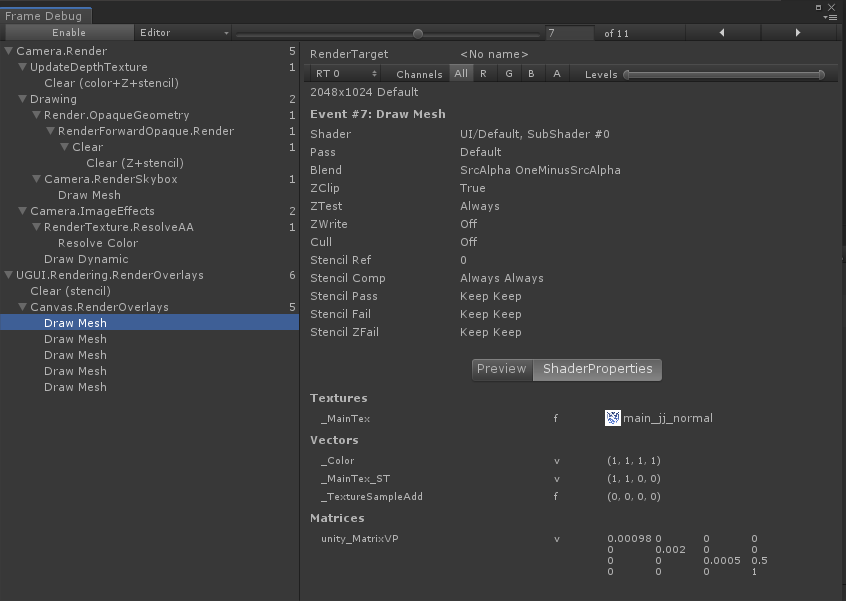 Frame Debug
Enable
Editor
7
of 11
Camera.Render 5
UpdateDepthTexture 1
Clear (color+Z+stencil)
Drawing 2
Render.OpaqueGeometry 1
RenderForwardOpaque.Render 1
Clear 1
Clear (Z+stencil)
Camera.RenderSkybox 1
Draw Mesh
Camera.ImageEffects 2
RenderTexture.ResolveAA 1
Resolve Color
Draw Dynamic
UGUI.Rendering.RenderOverlays 6
Clear (stencil)
Canvas.RenderOverlays 5
Draw Mesh
Draw Mesh
Draw Mesh
Draw Mesh
Draw Mesh
RenderTarget <No name>
RT 0 Channels All R G B A Levels
2048x1024 Default
Event #7: Draw Mesh
Shader UI/Default, SubShader #0
Pass Default
Blend SrcAlpha OneMinusSrcAlpha
ZClip True
ZTest Always
ZWrite Off
Cull Off
Stencil Ref 0
Stencil Comp Always Always
Stencil Pass Keep Keep
Stencil Fail Keep Keep
Stencil ZFail Keep Keep
Preview ShaderProperties
Textures
_MainTex f main_jj_normal
Vectors
_Color v (1, 1, 1, 1)
_MainTex_ST v (1, 1, 0, 0)
_TextureSampleAdd f (0, 0, 0, 0)
Matrices
unity_MatrixVP v 0.00098 0 0 0
0 0.002 0 0
0 0 0.0005 0.5
0 0 0 1